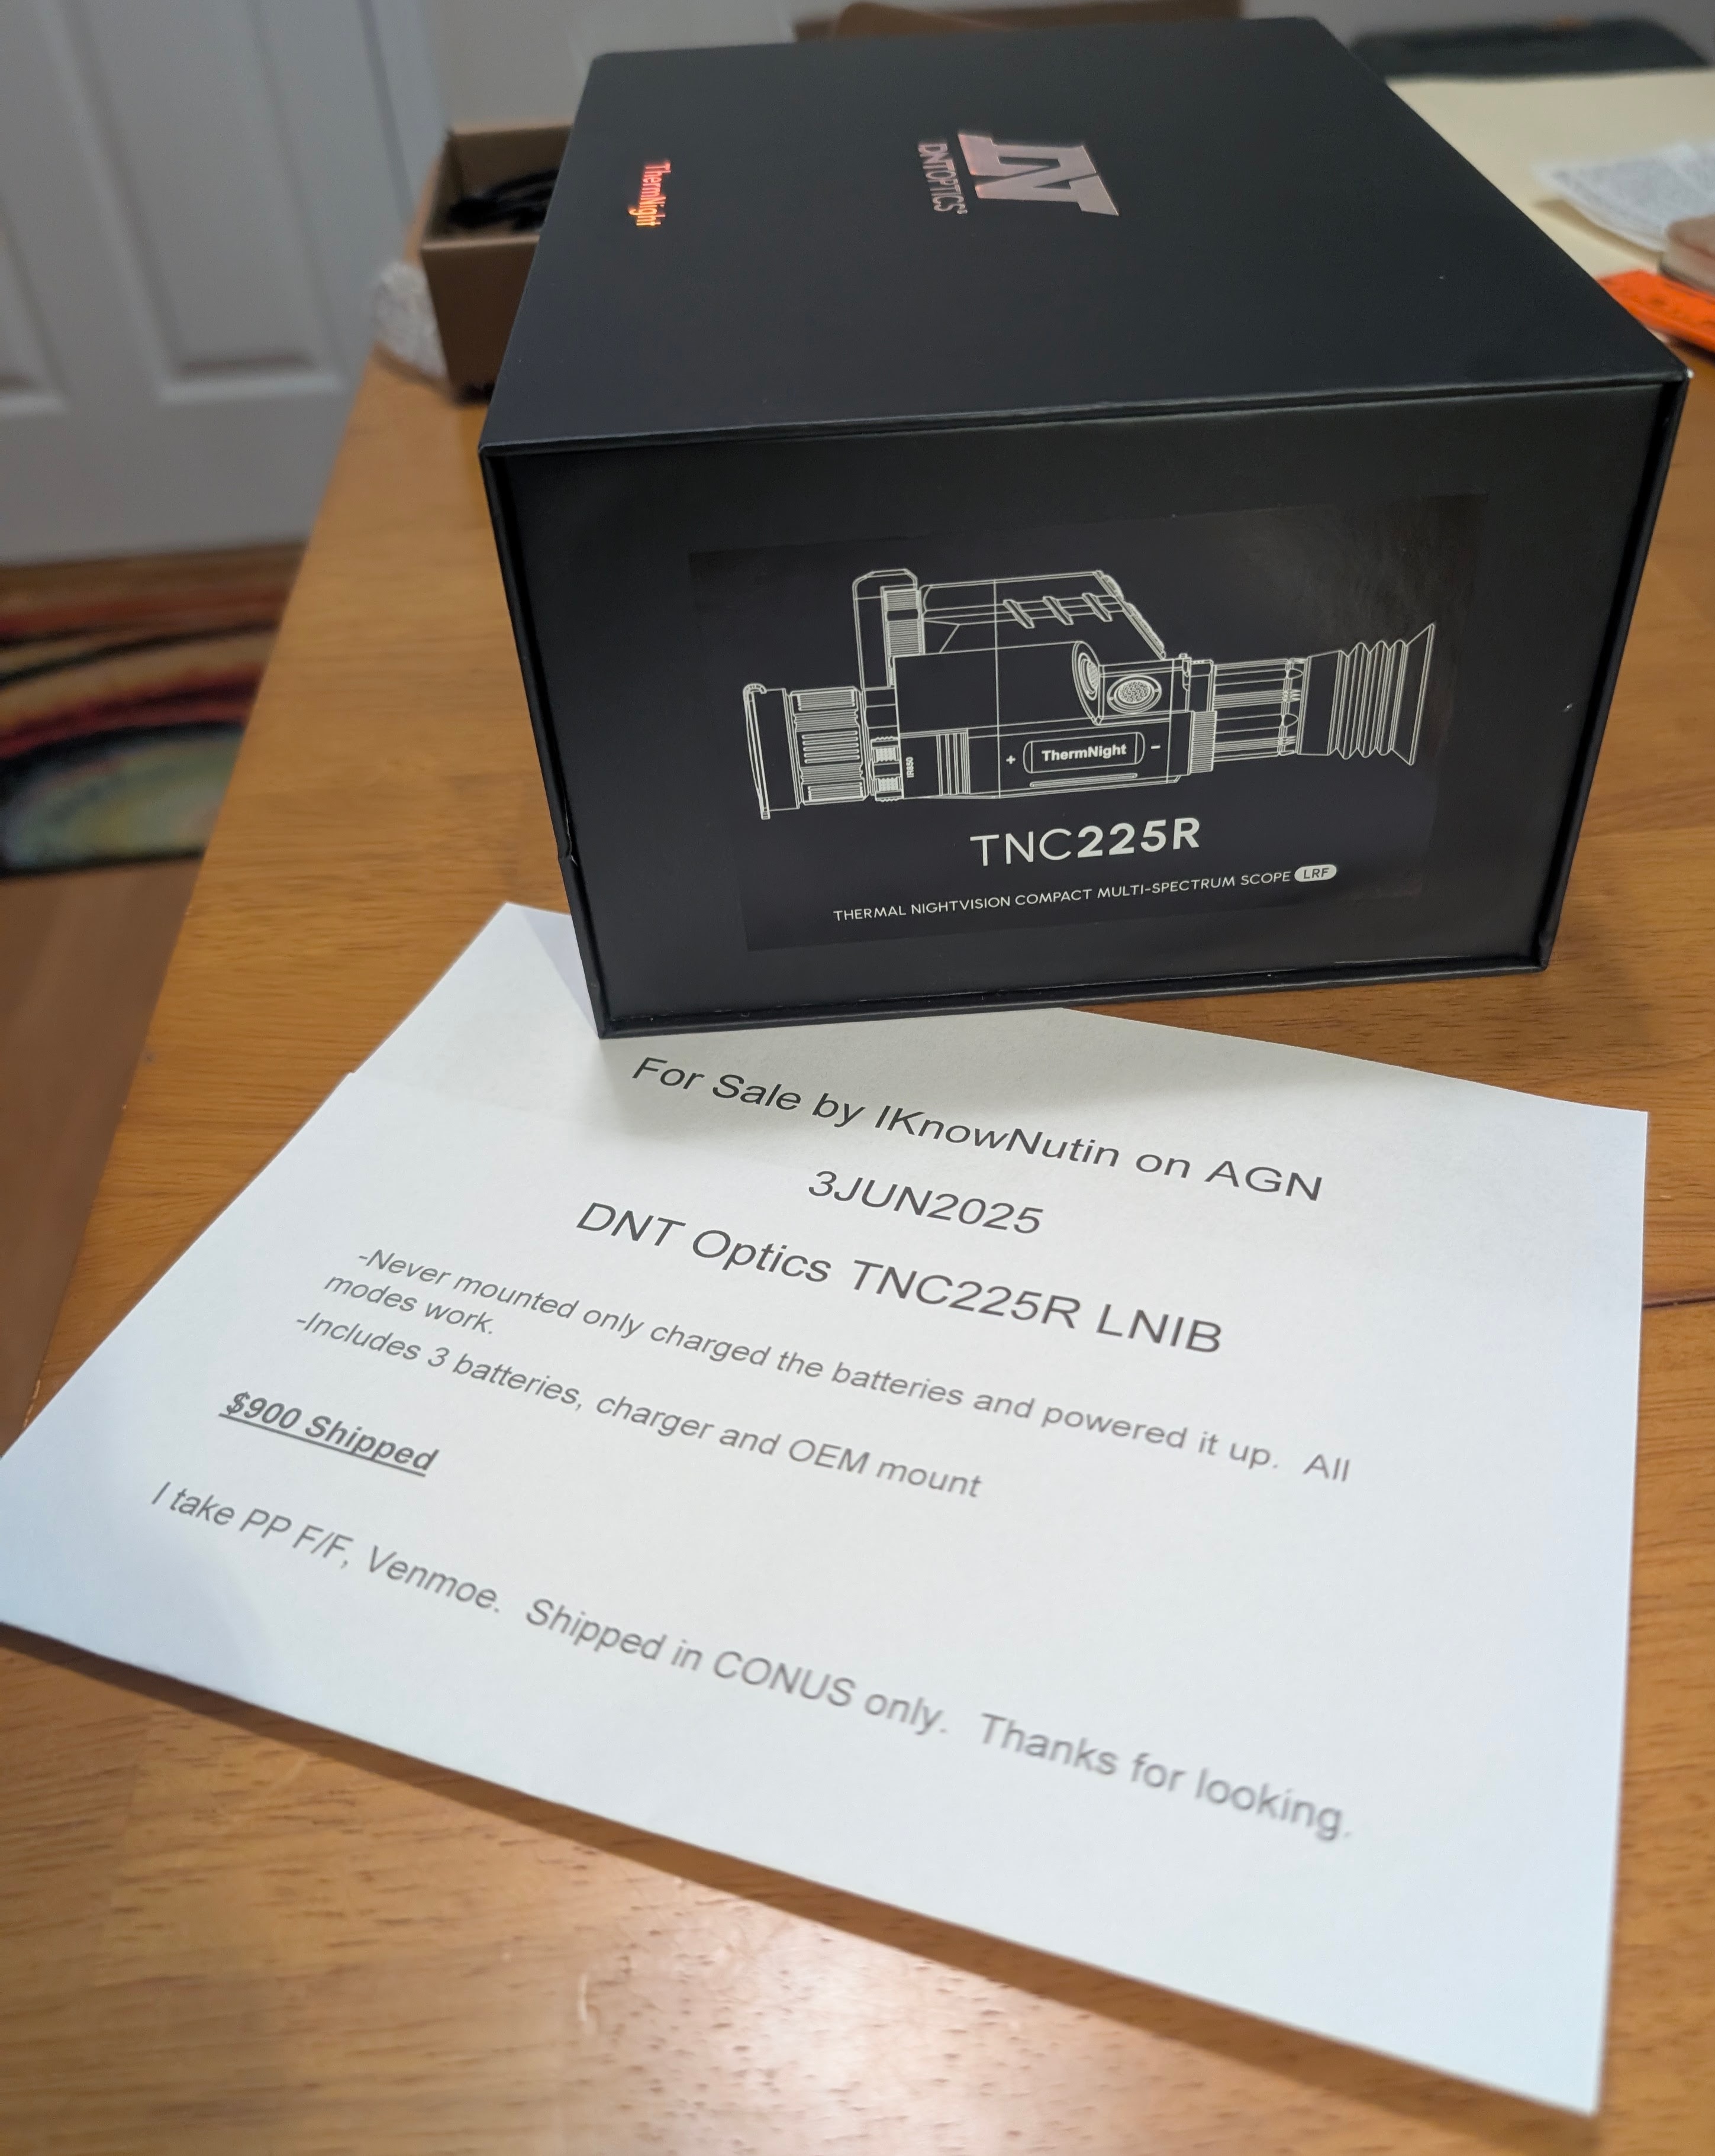 DNTOPTICS
ThermNight
IR850
+ ThermNight −
TNC225R
THERMAL NIGHTVISION COMPACT MULTI-SPECTRUM SCOPE LRF
For Sale by IKnowNutin on AGN
3JUN2025
DNT Optics TNC225R LNIB
-Never mounted only charged the batteries and powered it up. All
modes work.
-Includes 3 batteries, charger and OEM mount
$900 Shipped
I take PP F/F, Venmoe. Shipped in CONUS only. Thanks for looking.